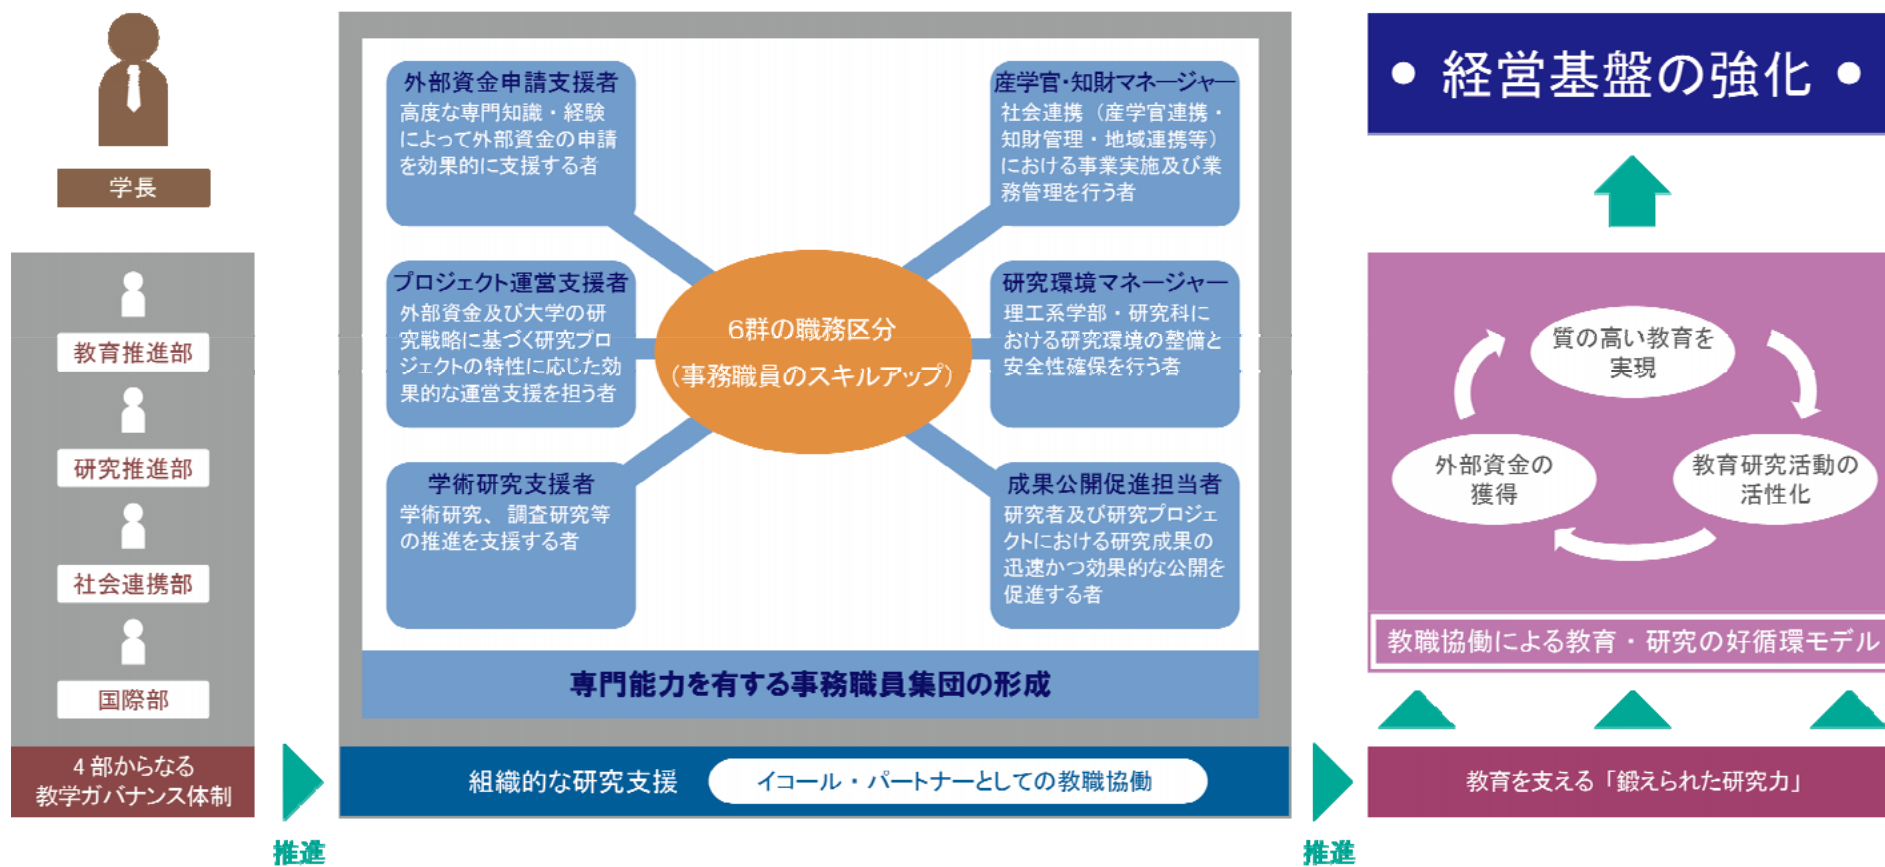 学長
教育推進部
研究推進部
社会連携部
国際部
4部からなる
教学ガバナンス体制
推進
外部資金申請支援者
高度な専門知識・経験
によって外部資金の申請
を効果的に支援する者
プロジェクト運営支援者
外部資金及び大学の研
究戦略に基づく研究プロ
ジェクトの特性に応じた効
果的な運営支援を担う者
学術研究支援者
学術研究、調査研究等
の推進を支援する者
6群の職務区分
(事務職員のスキルアップ)
産学官・知財マネージャー
社会連携(産学官連携・
知財管理・地域連携等)
における事業実施及び業
務管理を行う者
研究環境マネージャー
理工系学部・研究科に
おける研究環境の整備と
安全性確保を行う者
成果公開促進担当者
研究者及び研究プロジェ
クトにおける研究成果の
迅速かつ効果的な公開を
促進する者
専門能力を有する事務職員集団の形成
組織的な研究支援
イコール・パートナーとしての教職協働
推進
● 経営基盤の強化 ●
質の高い教育を
実現
外部資金の
獲得
教育研究活動の
活性化
教職協働による教育・研究の好循環モデル
教育を支える「鍛えられた研究力」